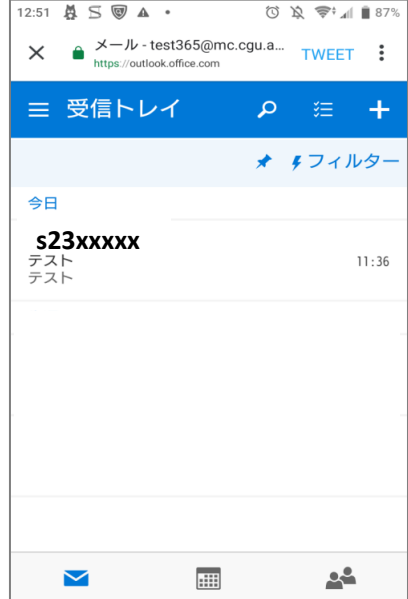 12:51 87%
メール - test365@mc.cgu.a... TWEET
https://outlook.office.com
受信トレイ
フィルター
今日
s23xxxxx
テスト 11:36
テスト